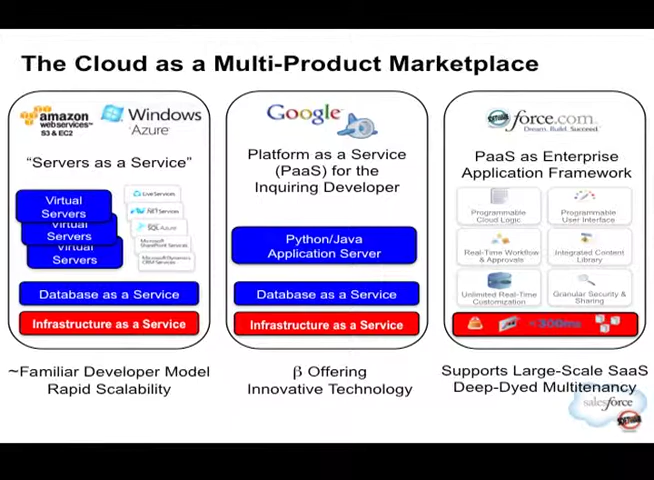 The Cloud as a Multi-Product Marketplace
amazon
webservices™
S3 & EC2
Windows
Azure™
"Servers as a Service"
Virtual
Servers
Virtual
Servers
Virtual
Servers
Live Services
.NET Services
SQL Azure
Microsoft
SharePoint Services
Microsoft Dynamics
CRM Services
Database as a Service
Infrastructure as a Service
~Familiar Developer Model
Rapid Scalability
Google
Platform as a Service
(PaaS) for the
Inquiring Developer
Python/Java
Application Server
Database as a Service
Infrastructure as a Service
β Offering
Innovative Technology
force.com
Dream. Build. Succeed.
PaaS as Enterprise
Application Framework
Programmable
Cloud Logic
Programmable
User Interface
Real-Time Workflow
& Approvals
Integrated Content
Library
Unlimited Real-Time
Customization
Granular Security &
Sharing
<300ms
Supports Large-Scale SaaS
Deep-Dyed Multitenancy
salesforce